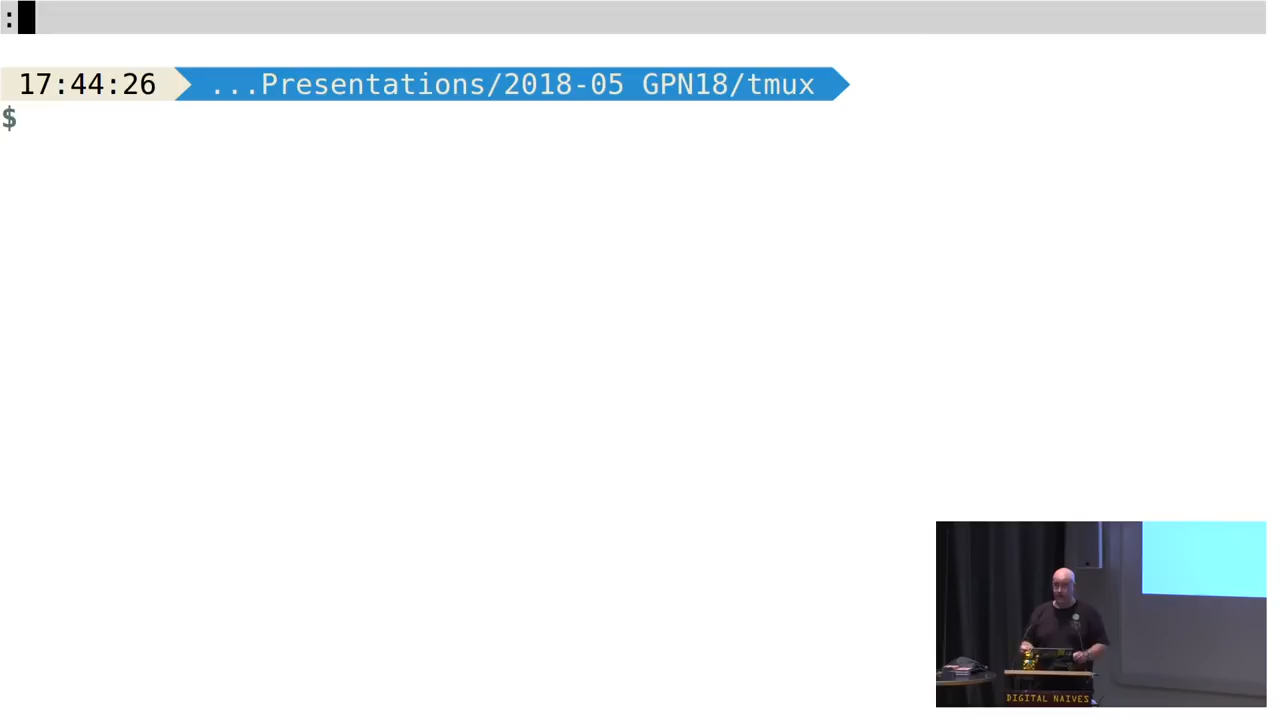 :
17:44:26 ...Presentations/2018-05 GPN18/tmux
$
DIGITAL NAIVES